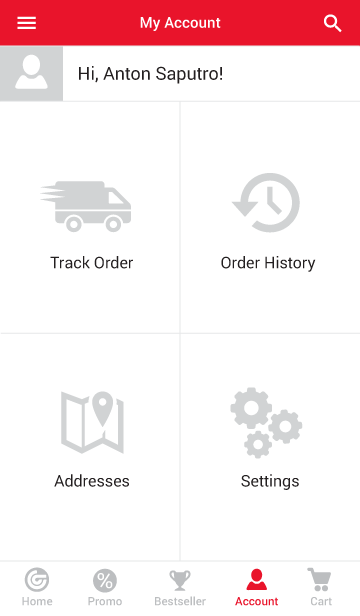 My Account
Hi, Anton Saputro!
Track Order
Order History
Addresses
Settings
Home
Promo
Bestseller
Account
Cart